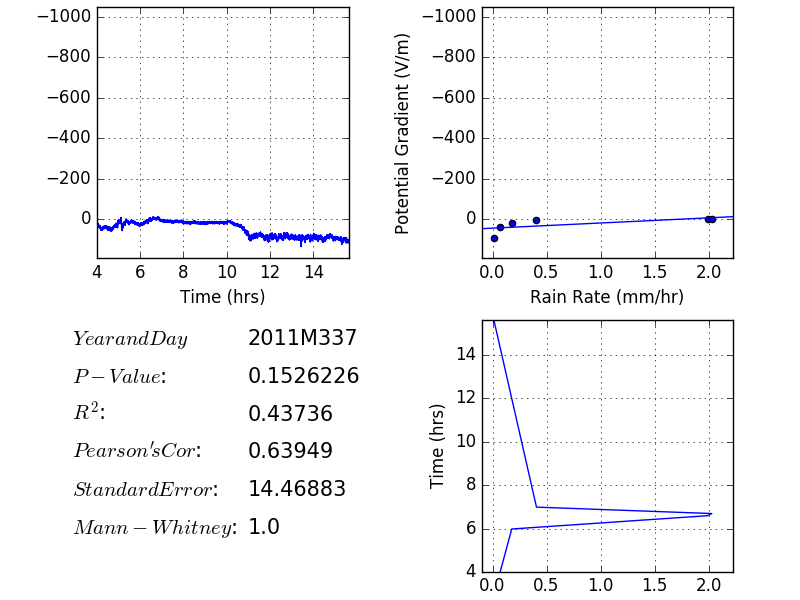 −1000
−800
−600
−400
−200
0
4 6 8 10 12 14
Time (hrs)
Potential Gradient (V/m)
−1000
−800
−600
−400
−200
0
0.0 0.5 1.0 1.5 2.0
Rain Rate (mm/hr)
YearandDay 2011M337
P−Value: 0.1526226
R²: 0.43736
Pearson'sCor: 0.63949
StandardError: 14.46883
Mann−Whitney: 1.0
Time (hrs)
14
12
10
8
6
4
0.0 0.5 1.0 1.5 2.0